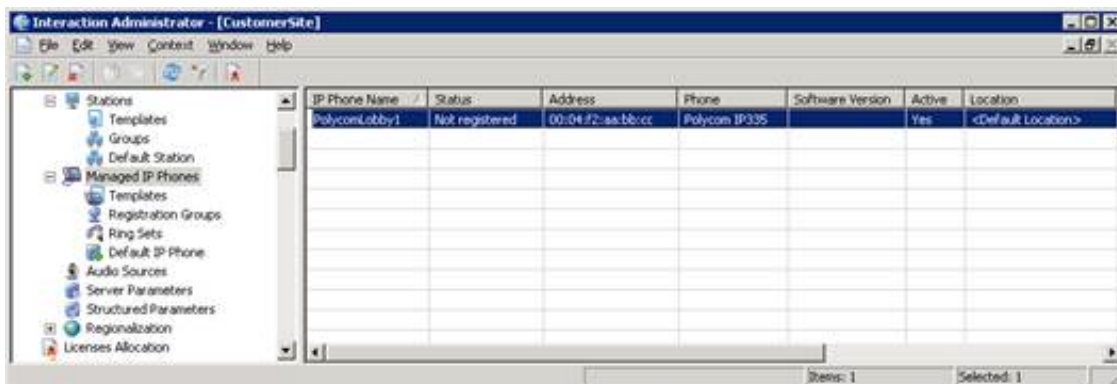 Interaction Administrator - [CustomerSite]
File Edit View Context Window Help
Stations
Templates
Groups
Default Station
Managed IP Phones
Templates
Registration Groups
Ring Sets
Default IP Phone
Audio Sources
Server Parameters
Structured Parameters
Regionalization
Licenses Allocation
IP Phone Name / Status Address Phone Software Version Active Location
PolycomLobby1 Not registered 00:04:f2:aa:bb:cc Polycom IP335 Yes <Default Location>
Items: 1 Selected: 1